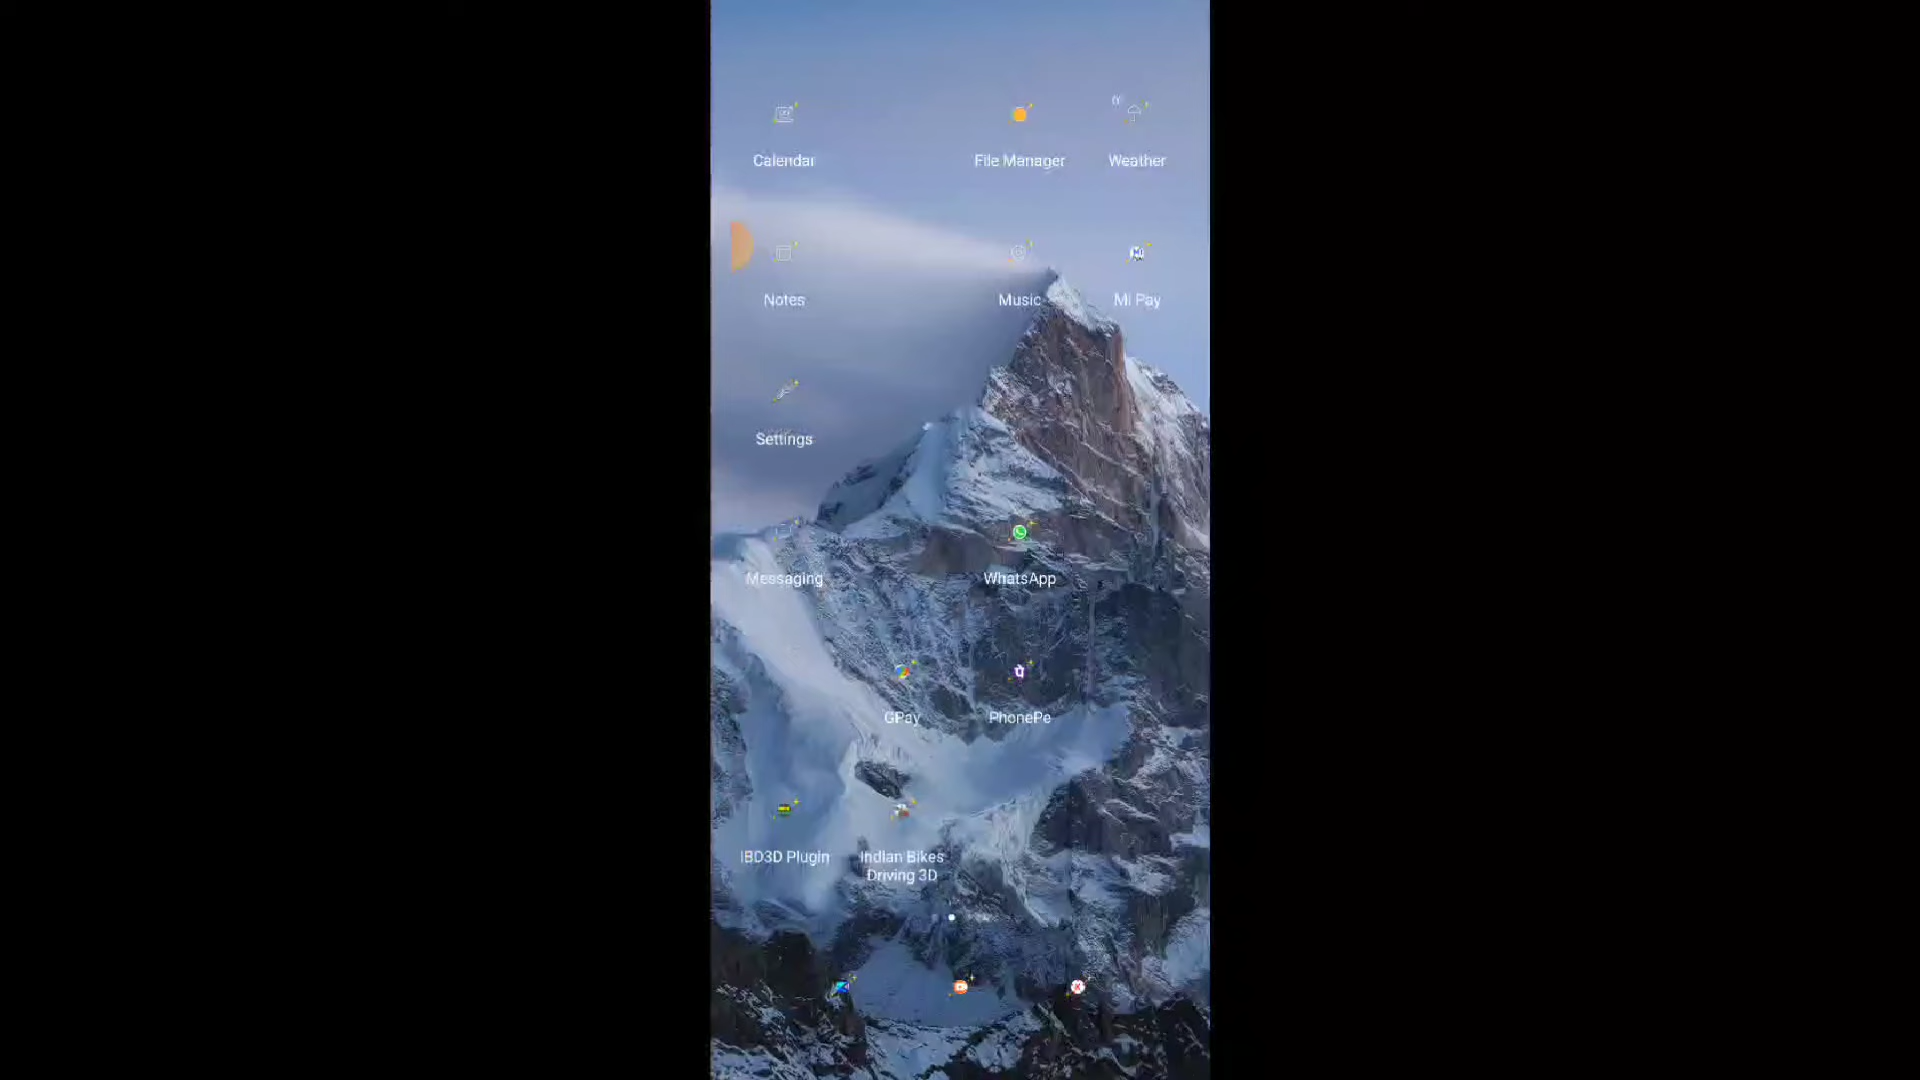 Calendar
File Manager
Weather
Notes
Music
Mi Pay
Settings
Messaging
WhatsApp
GPay
PhonePe
IBD3D Plugin
Indian Bikes
Driving 3D